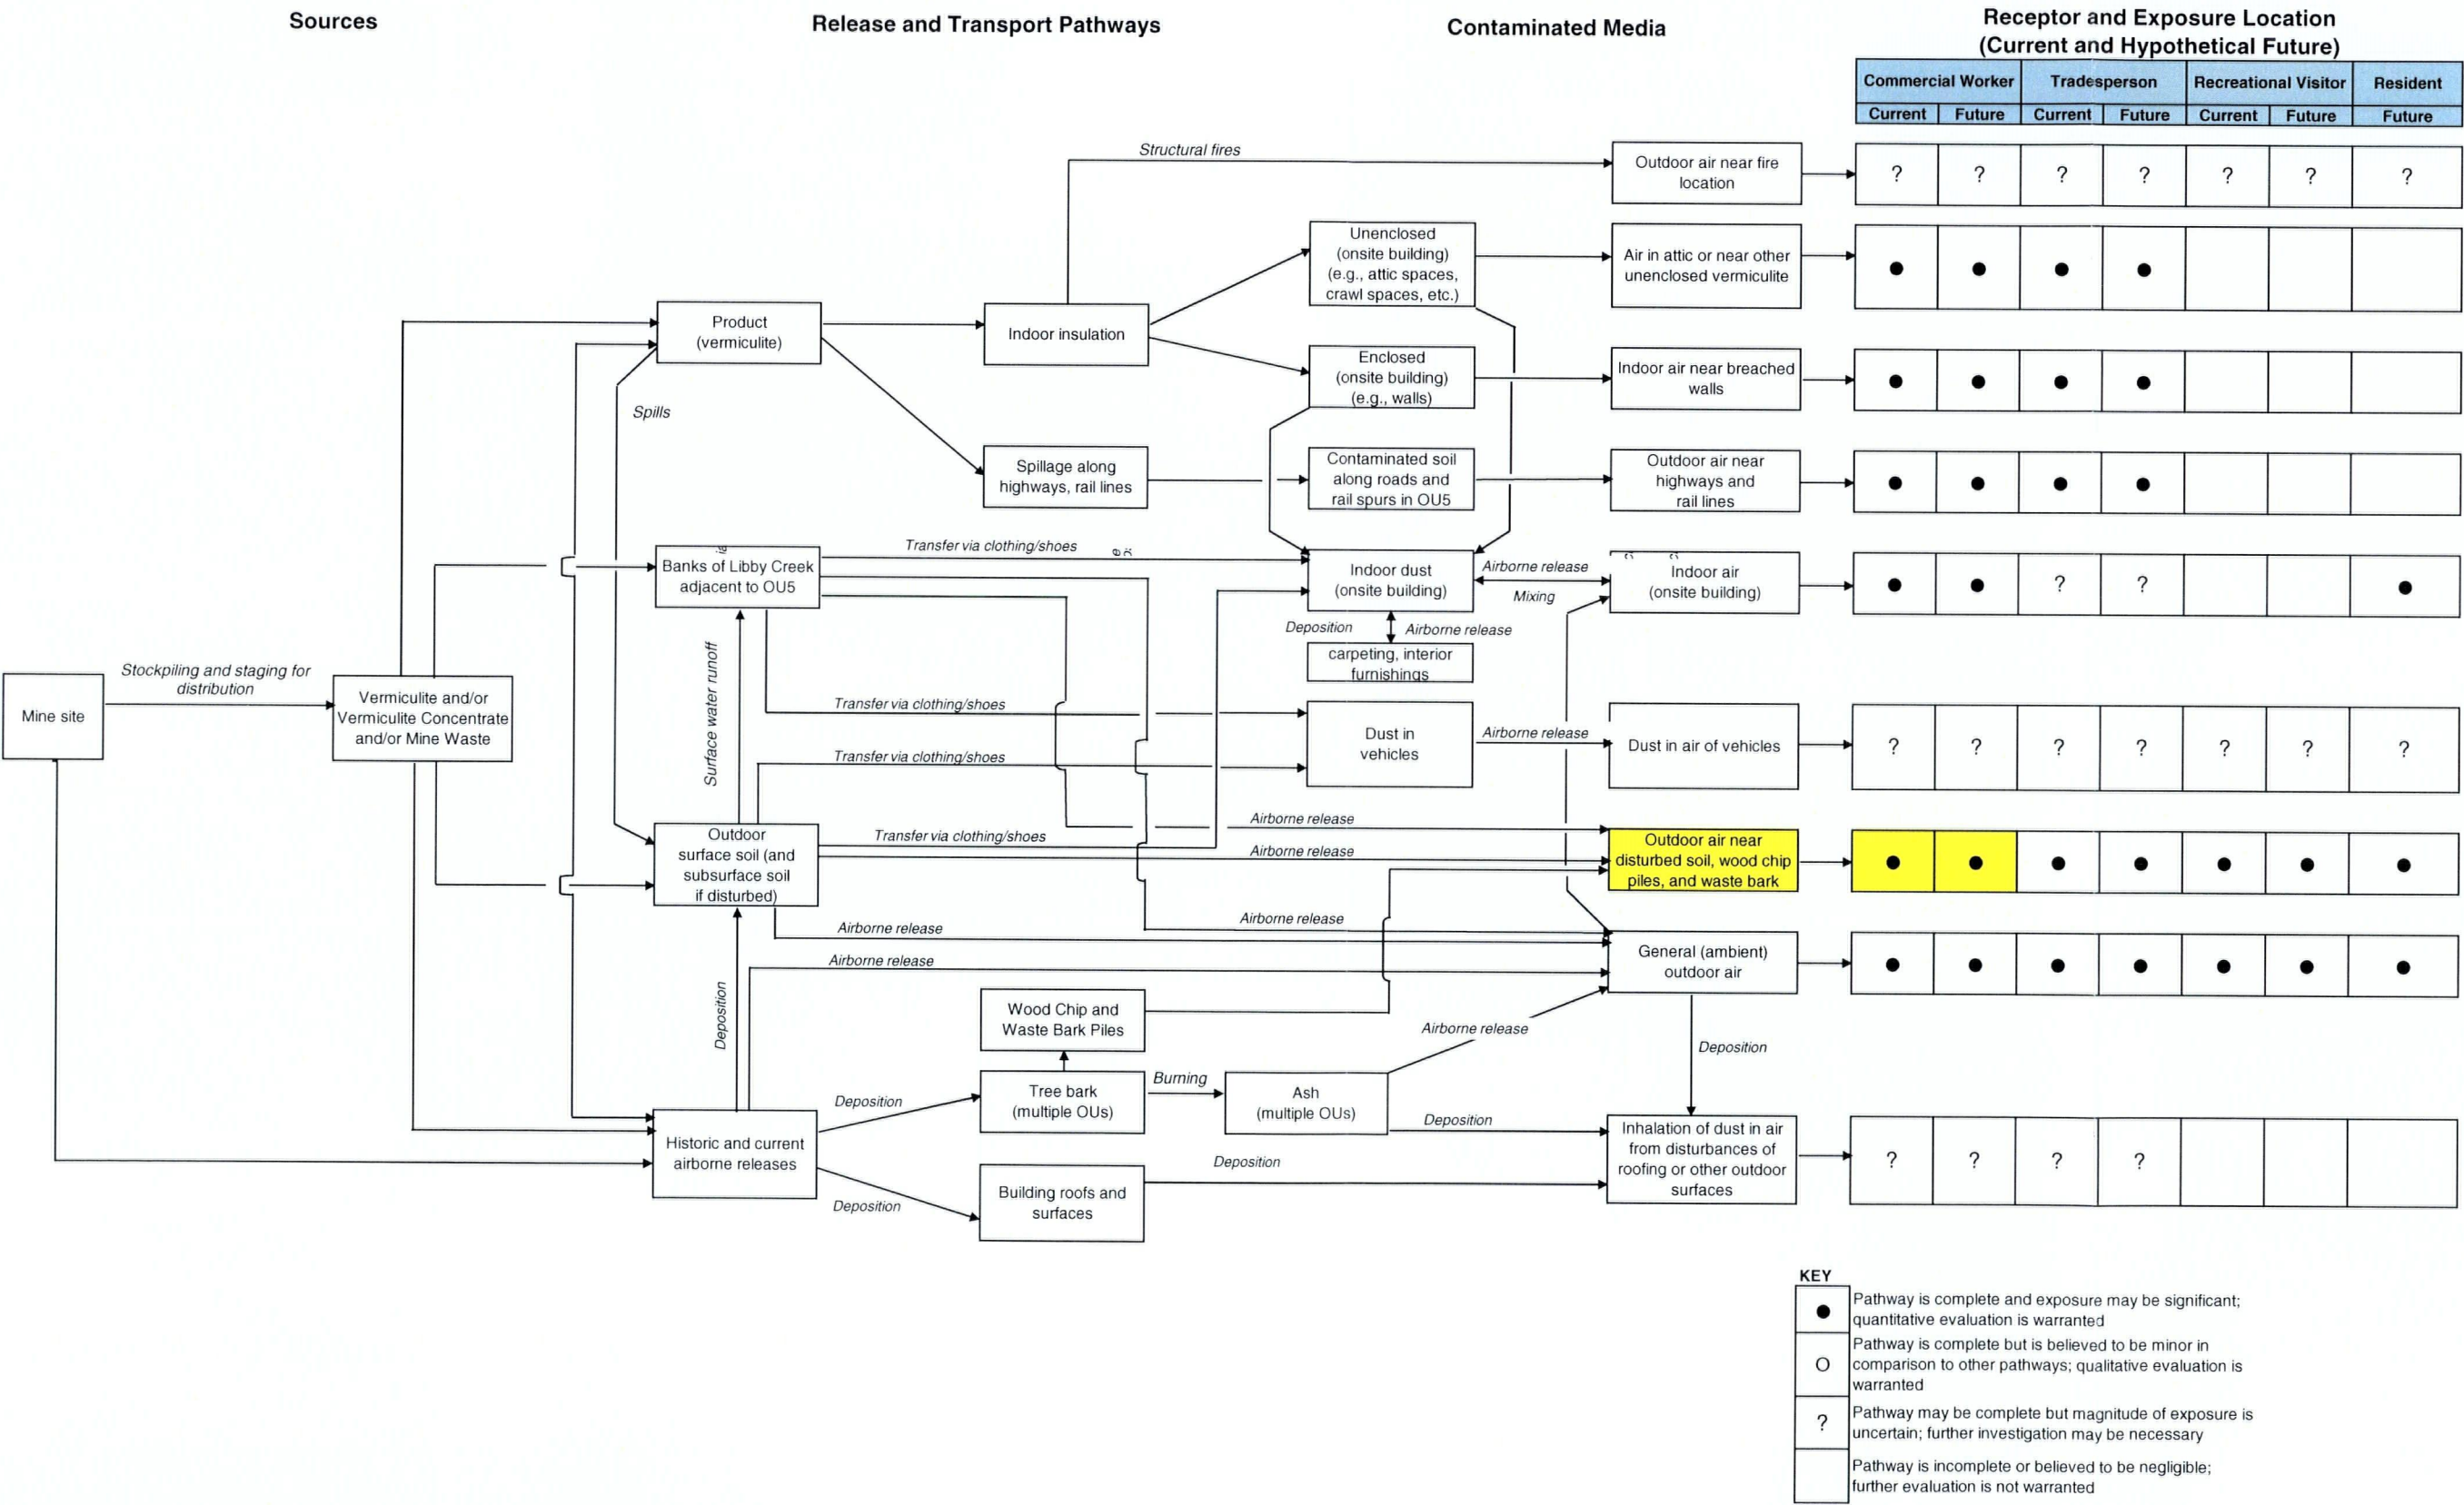 Sources
Release and Transport Pathways
Contaminated Media
Receptor and Exposure Location
(Current and Hypothetical Future)
Commercial Worker
Tradesperson
Recreational Visitor
Resident
Current
Future
Current
Future
Current
Future
Future
Structural fires
Outdoor air near fire
location
? ? ? ? ? ? ?
Unenclosed
(onsite building)
(e.g., attic spaces,
crawl spaces, etc.)
Air in attic or near other
unenclosed vermiculite
● ● ● ●
Product
(vermiculite)
Indoor insulation
Enclosed
(onsite building)
(e.g., walls)
Indoor air near breached
walls
● ● ● ●
Spills
Spillage along
highways, rail lines
Contaminated soil
along roads and
rail spurs in OU5
Outdoor air near
highways and
rail lines
● ● ● ●
Banks of Libby Creek
adjacent to OU5
Transfer via clothing/shoes
Indoor dust
(onsite building)
Airborne release
Mixing
Indoor air
(onsite building)
● ● ? ? ●
Deposition
Airborne release
carpeting, interior
furnishings
Mine site
Stockpiling and staging for
distribution
Vermiculite and/or
Vermiculite Concentrate
and/or Mine Waste
Surface water runoff
Transfer via clothing/shoes
Transfer via clothing/shoes
Dust in
vehicles
Airborne release
Dust in air of vehicles
? ? ? ? ? ? ?
Outdoor
surface soil (and
subsurface soil
if disturbed)
Transfer via clothing/shoes
Airborne release
Airborne release
Outdoor air near
disturbed soil, wood chip
piles, and waste bark
● ● ● ● ● ● ●
Airborne release
Airborne release
Airborne release
General (ambient)
outdoor air
● ● ● ● ● ● ●
Deposition
Wood Chip and
Waste Bark Piles
Airborne release
Deposition
Historic and current
airborne releases
Deposition
Tree bark
(multiple OUs)
Burning
Ash
(multiple OUs)
Deposition
Deposition
Building roofs and
surfaces
Deposition
Inhalation of dust in air
from disturbances of
roofing or other outdoor
surfaces
? ? ? ?
KEY
● Pathway is complete and exposure may be significant;
quantitative evaluation is warranted
O Pathway is complete but is believed to be minor in
comparison to other pathways; qualitative evaluation is
warranted
? Pathway may be complete but magnitude of exposure is
uncertain; further investigation may be necessary
Pathway is incomplete or believed to be negligible;
further evaluation is not warranted